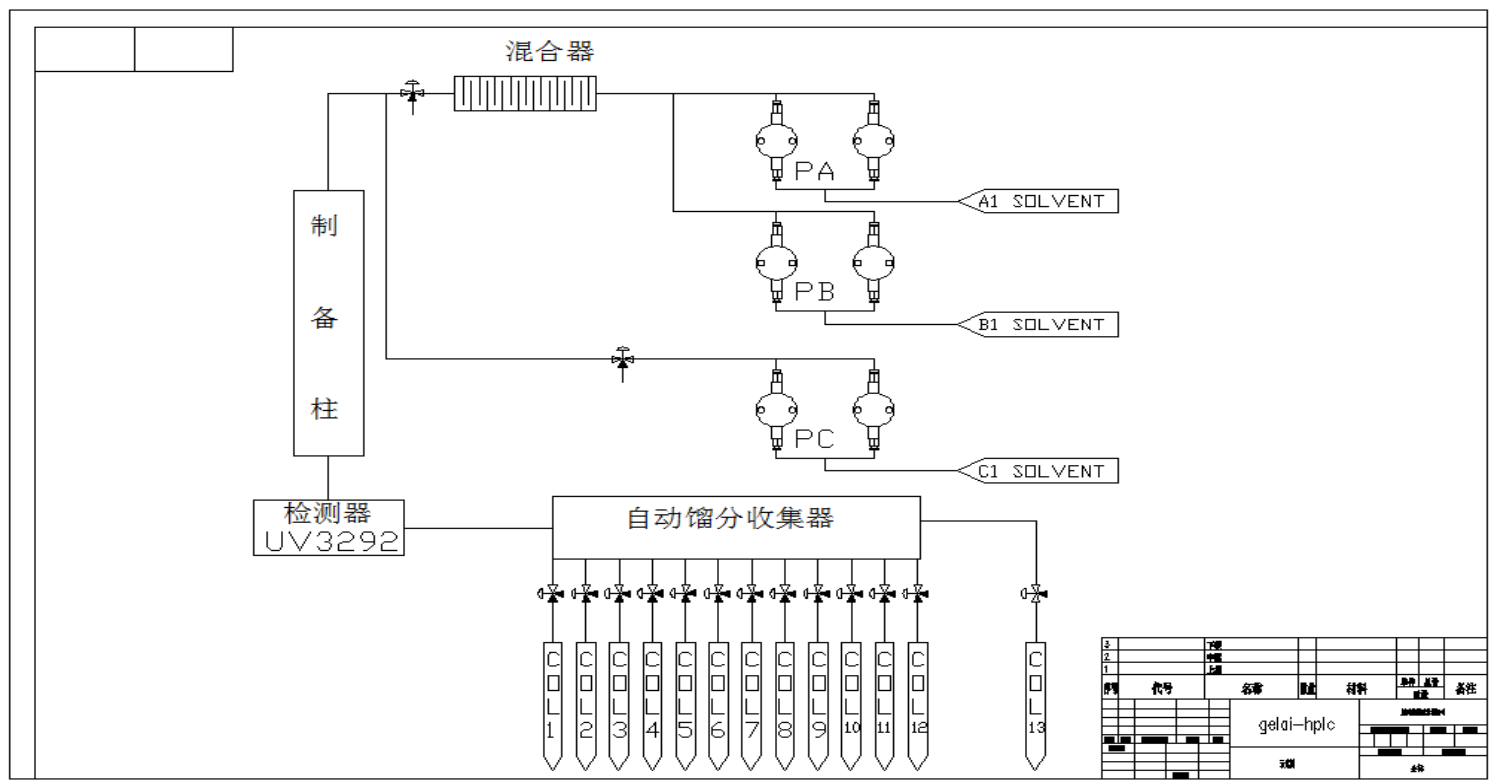 混合器
PA
A1 SOLVENT
制备柱
PB
B1 SOLVENT
PC
C1 SOLVENT
检测器
UV3292
自动馏分收集器
COL 1
COL 2
COL 3
COL 4
COL 5
COL 6
COL 7
COL 8
COL 9
COL 10
COL 11
COL 12
COL 13
3
2
1
代号 名称 材料 备注
gelai-hplc